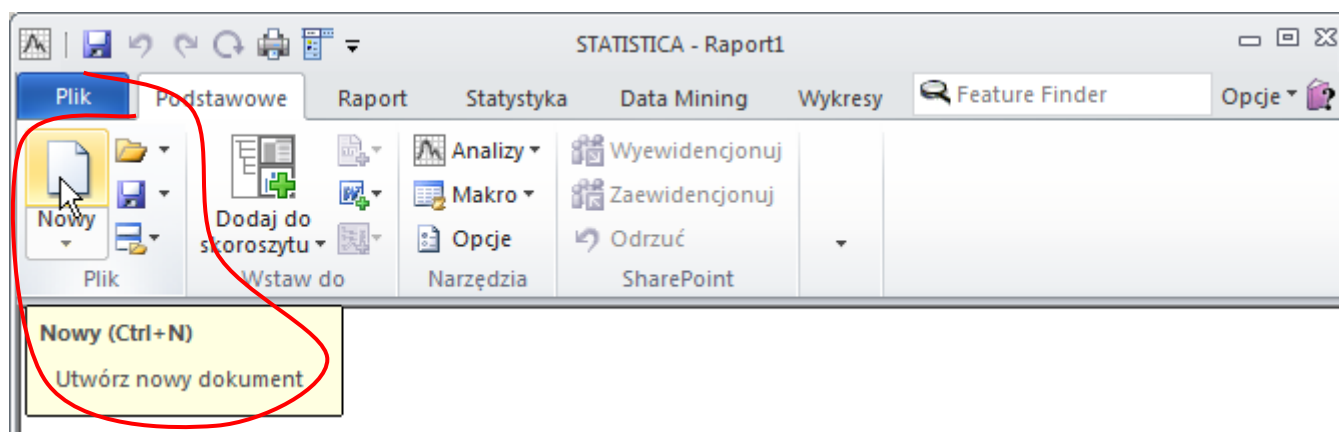 STATISTICA - Raport1
Plik Podstawowe Raport Statystyka Data Mining Wykresy Feature Finder Opcje
Analizy Wyewidencjonuj
Makro Zaewidencjonuj
Nowy Dodaj do skoroszytu Opcje Odrzuć
Plik Wstaw do Narzędzia SharePoint
Nowy (Ctrl+N)
Utwórz nowy dokument